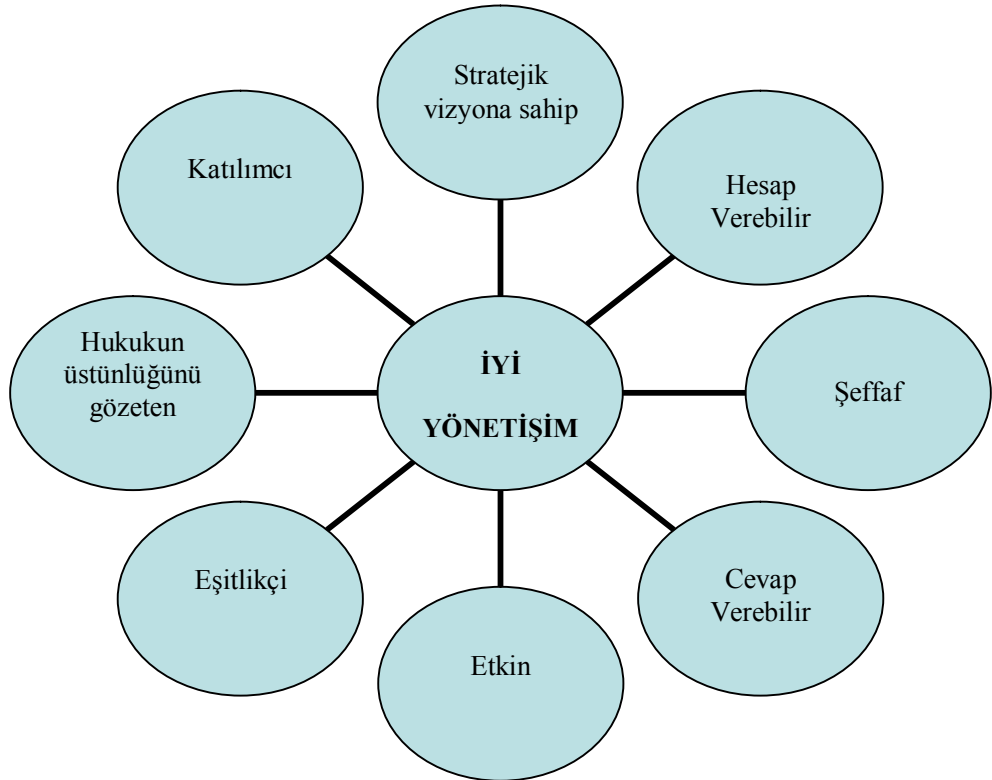 Stratejik
vizyona sahip
Katılımcı
Hesap
Verebilir
Hukukun
üstünlüğünü
gözeten
İYİ
YÖNETİŞİM
Şeffaf
Eşitlikçi
Cevap
Verebilir
Etkin